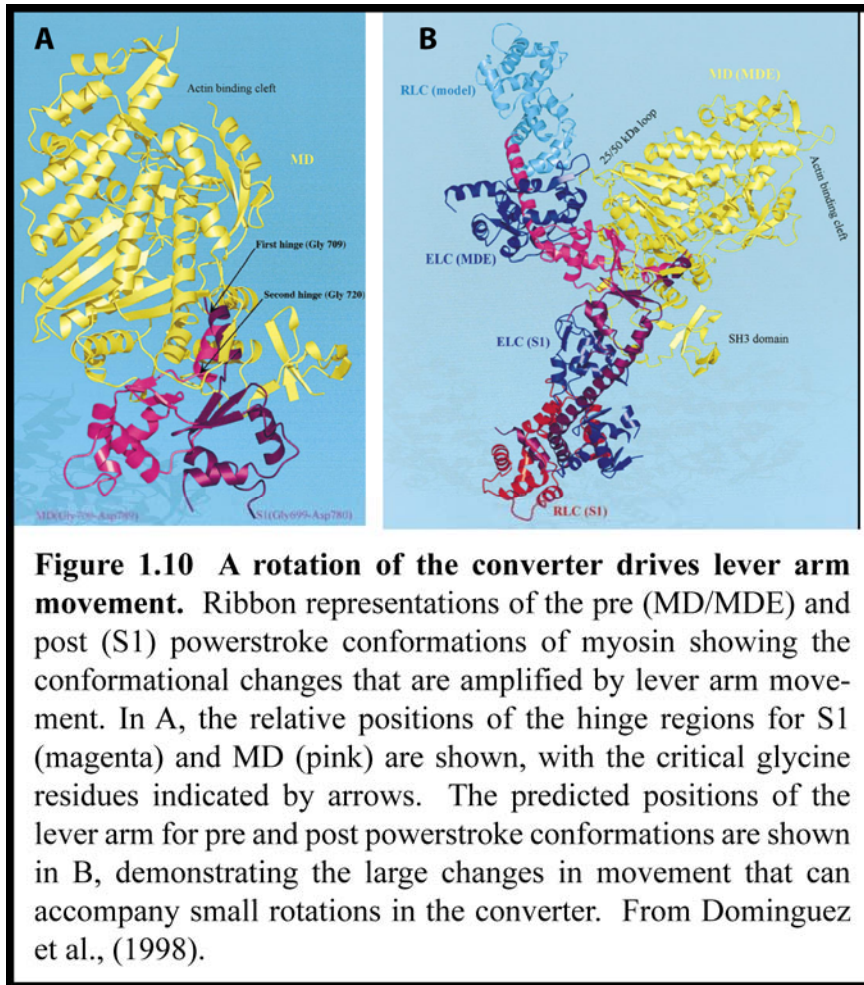 A
Actin binding cleft
MD
First hinge (Gly 709)
Second hinge (Gly 720)
MD(Gly700-Asp789)
S1(Gly699-Asp780)
B
RLC (model)
MD (MDE)
25/50 kDa loop
Actin binding cleft
ELC (MDE)
ELC (S1)
SH3 domain
RLC (S1)
Figure 1.10 A rotation of the converter drives lever arm
movement. Ribbon representations of the pre (MD/MDE) and
post (S1) powerstroke conformations of myosin showing the
conformational changes that are amplified by lever arm move-
ment. In A, the relative positions of the hinge regions for S1
(magenta) and MD (pink) are shown, with the critical glycine
residues indicated by arrows. The predicted positions of the
lever arm for pre and post powerstroke conformations are shown
in B, demonstrating the large changes in movement that can
accompany small rotations in the converter. From Dominguez
et al., (1998).